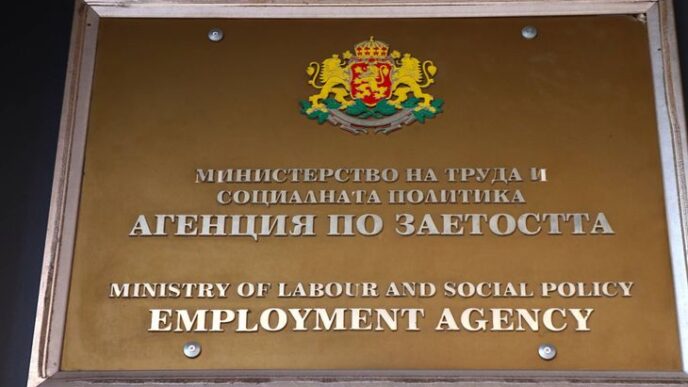 МИНИСТЕРСТВО НА ТРУДА И
СОЦИАЛНАТА ПОЛИТИКА
АГЕНЦИЯ ПО ЗАЕТОСТТА
MINISTRY OF LABOUR AND SOCIAL POLICY
EMPLOYMENT AGENCY